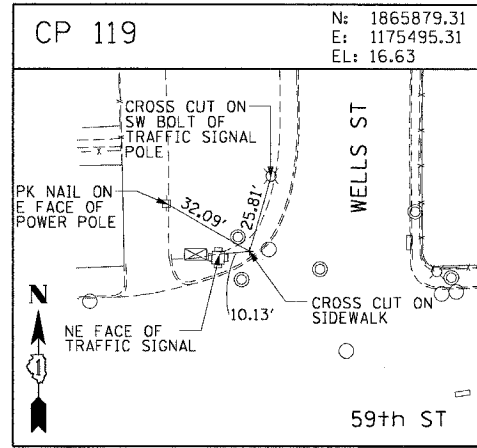 CP 119
N: 1865879.31
E: 1175495.31
EL: 16.63
CROSS CUT ON
SW BOLT OF
TRAFFIC SIGNAL
POLE
WELLS ST
PK NAIL ON
E FACE OF
POWER POLE
32.09'
25.81'
N
1
NE FACE OF
TRAFFIC SIGNAL
10.13'
CROSS CUT ON
SIDEWALK
59th ST